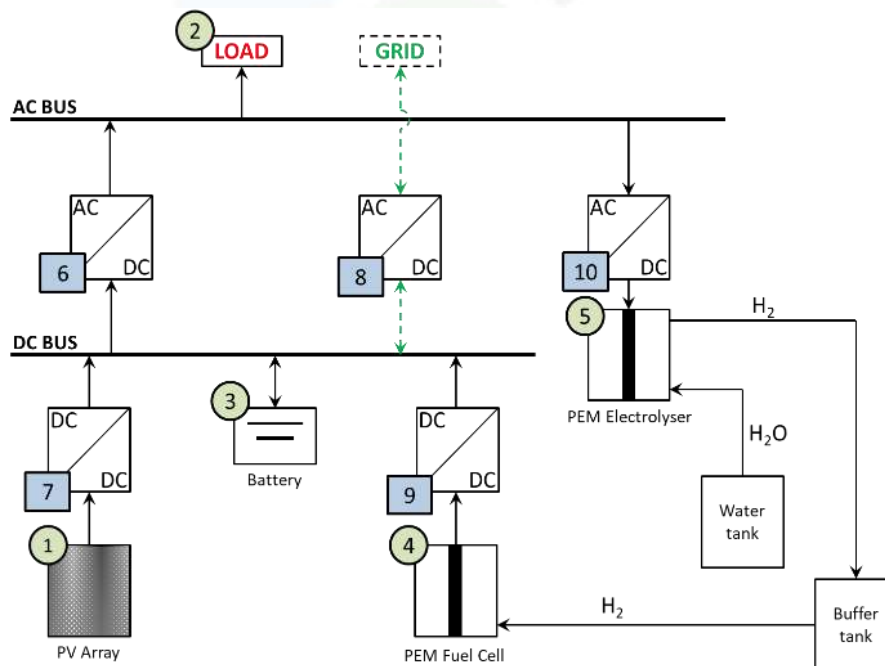 2
LOAD
GRID
AC BUS
AC
DC
6
AC
DC
8
AC
DC
10
5
H2
DC BUS
PEM Electrolyser
H2O
DC
DC
7
3
Battery
DC
DC
9
Water
tank
1
4
H2
Buffer
tank
PV Array
PEM Fuel Cell